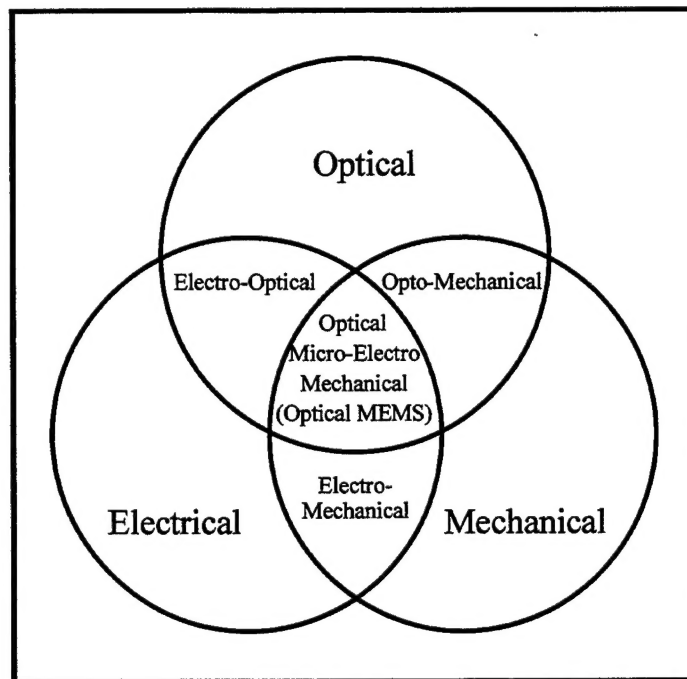 Optical
Electro-Optical
Opto-Mechanical
Optical
Micro-Electro
Mechanical
(Optical MEMS)
Electro-
Mechanical
Electrical
Mechanical